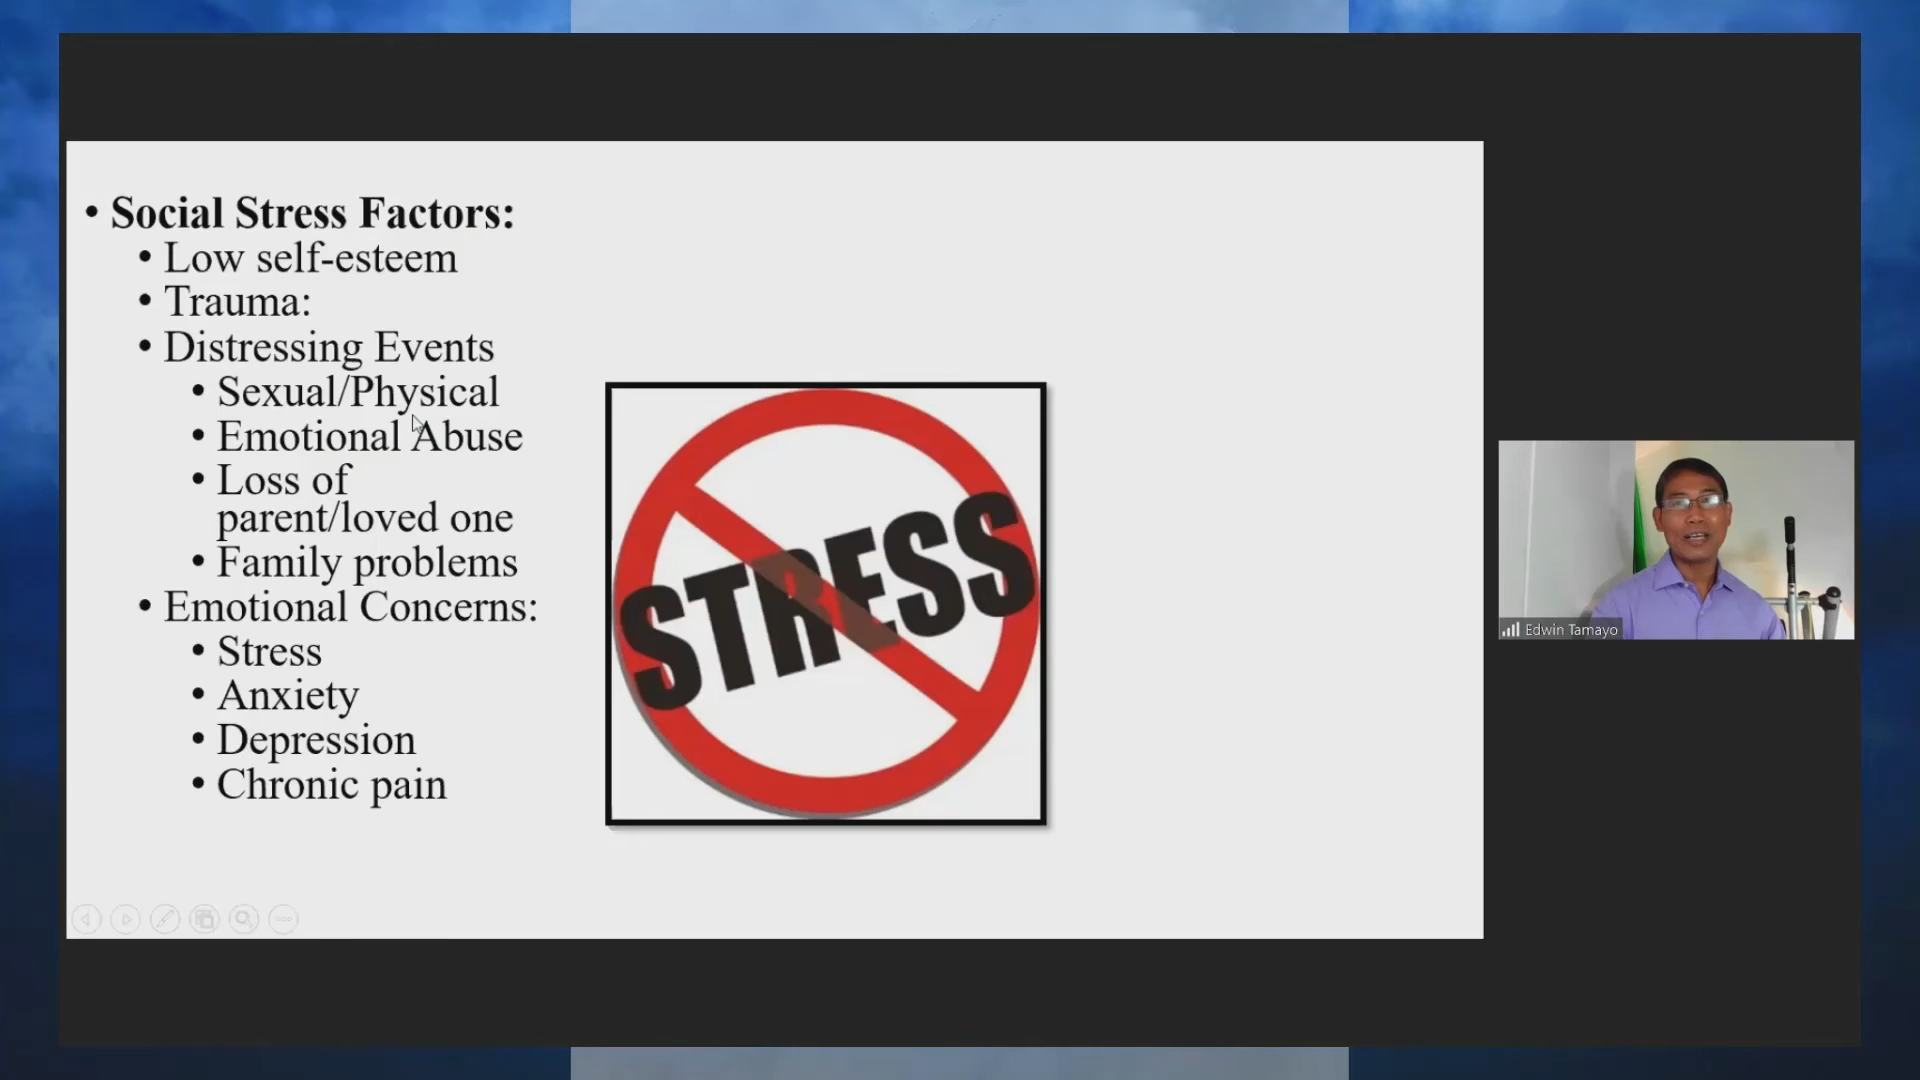 • Social Stress Factors:
• Low self-esteem
• Trauma:
• Distressing Events
• Sexual/Physical
• Emotional Abuse
• Loss of
parent/loved one
• Family problems
• Emotional Concerns:
• Stress
• Anxiety
• Depression
• Chronic pain
STRESS
Edwin Tamayo